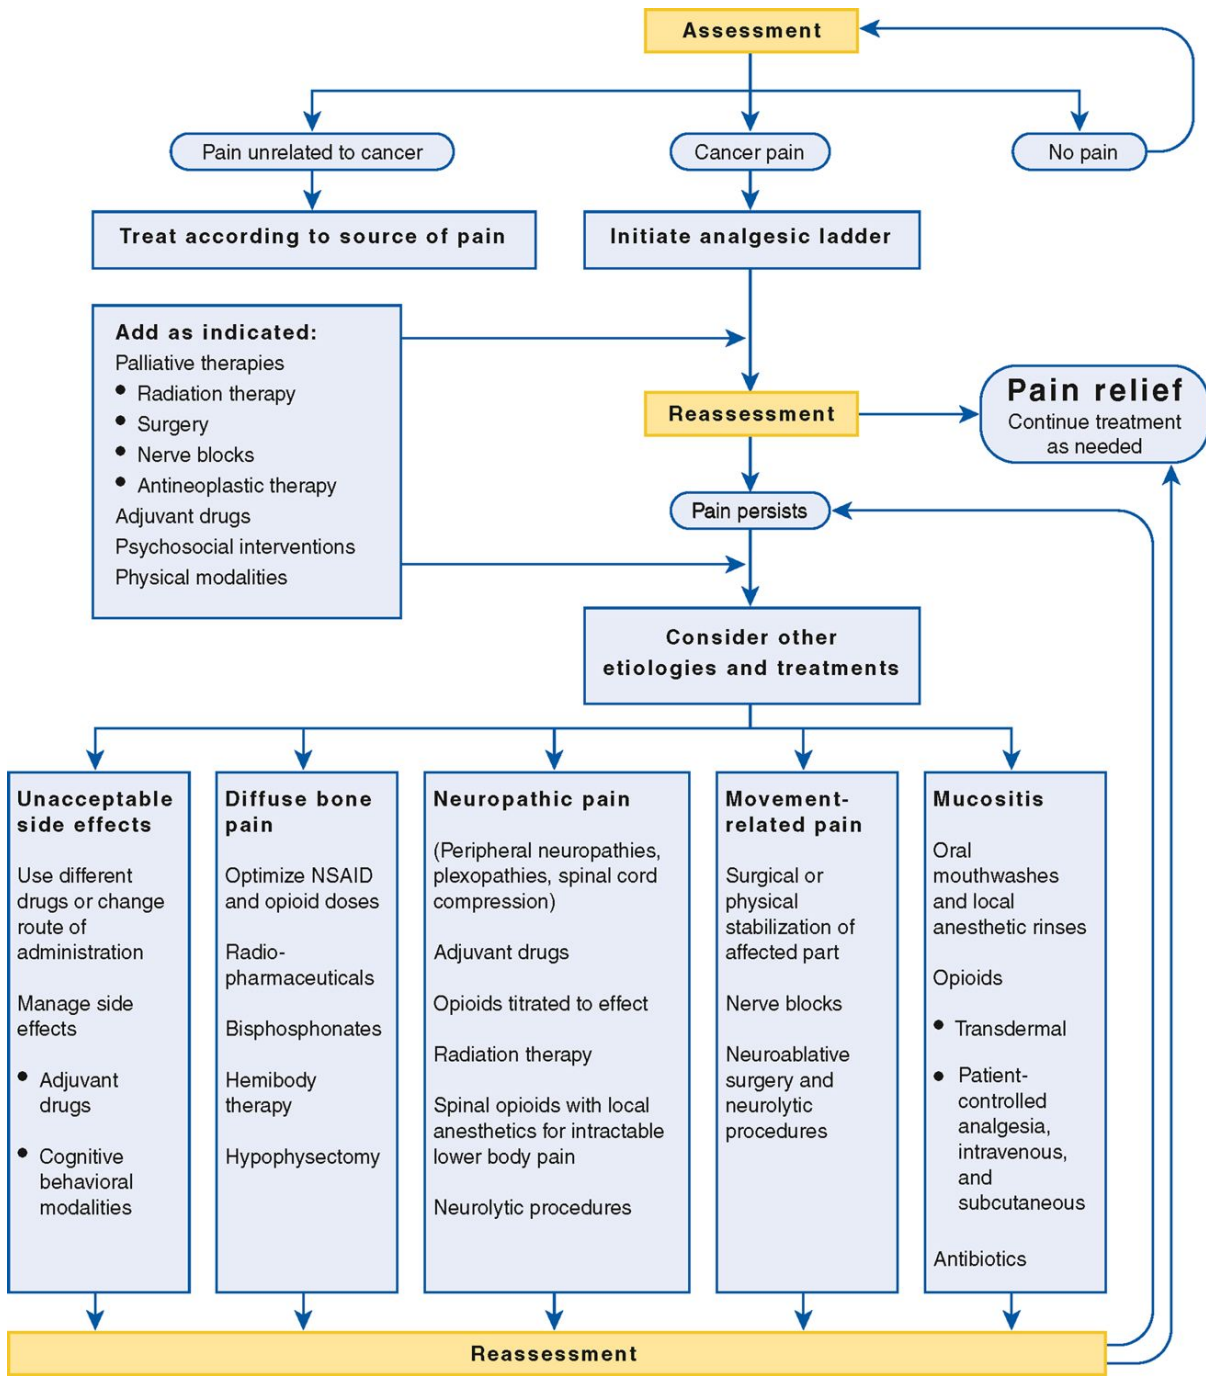 Assessment
Pain unrelated to cancer
Cancer pain
No pain
Treat according to source of pain
Initiate analgesic ladder
Add as indicated:
Palliative therapies
• Radiation therapy
• Surgery
• Nerve blocks
• Antineoplastic therapy
Adjuvant drugs
Psychosocial interventions
Physical modalities
Reassessment
Pain relief
Continue treatment
as needed
Pain persists
Consider other
etiologies and treatments
Unacceptable
side effects
Use different
drugs or change
route of
administration
Manage side
effects
• Adjuvant
drugs
• Cognitive
behavioral
modalities
Diffuse bone
pain
Optimize NSAID
and opioid doses
Radio-
pharmaceuticals
Bisphosphonates
Hemibody
therapy
Hypophysectomy
Neuropathic pain
(Peripheral neuropathies,
plexopathies, spinal cord
compression)
Adjuvant drugs
Opioids titrated to effect
Radiation therapy
Spinal opioids with local
anesthetics for intractable
lower body pain
Neurolytic procedures
Movement-
related pain
Surgical or
physical
stabilization of
affected part
Nerve blocks
Neuroablative
surgery and
neurolytic
procedures
Mucositis
Oral
mouthwashes
and local
anesthetic rinses
Opioids
• Transdermal
• Patient-
controlled
analgesia,
intravenous,
and
subcutaneous
Antibiotics
Reassessment